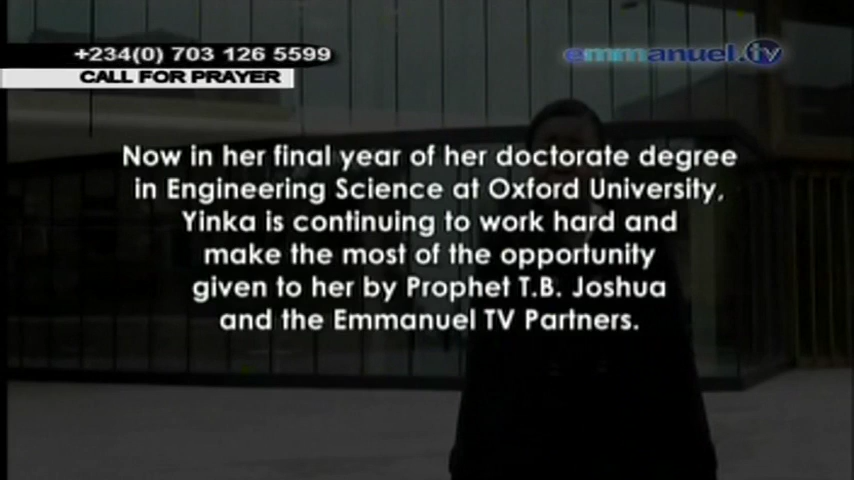 +234(0) 703 126 5599
CALL FOR PRAYER
emmanuel.tv
Now in her final year of her doctorate degree
in Engineering Science at Oxford University,
Yinka is continuing to work hard and
make the most of the opportunity
given to her by Prophet T.B. Joshua
and the Emmanuel TV Partners.